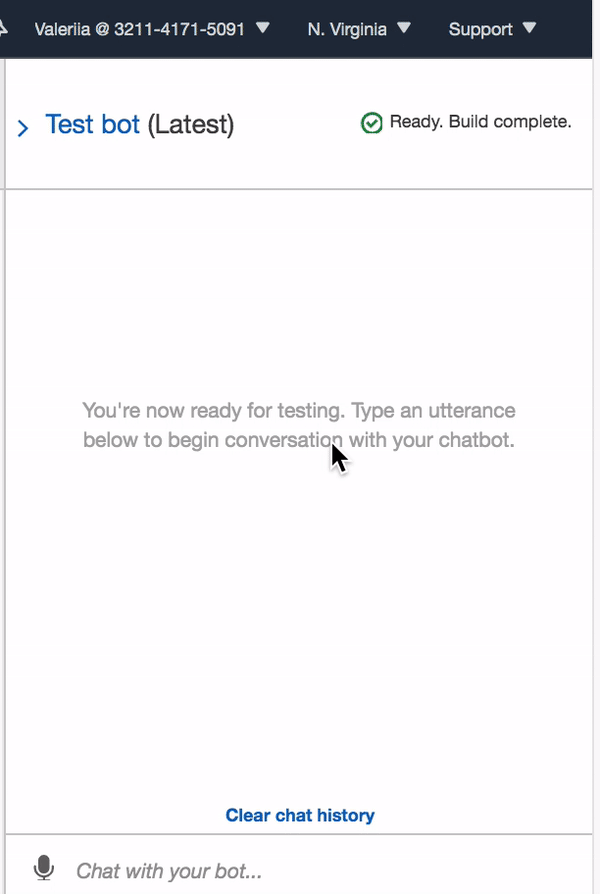 Valeriia @ 3211-4171-5091 N. Virginia Support
Test bot (Latest) Ready. Build complete.
You're now ready for testing. Type an utterance
below to begin conversation with your chatbot.
Clear chat history
Chat with your bot...